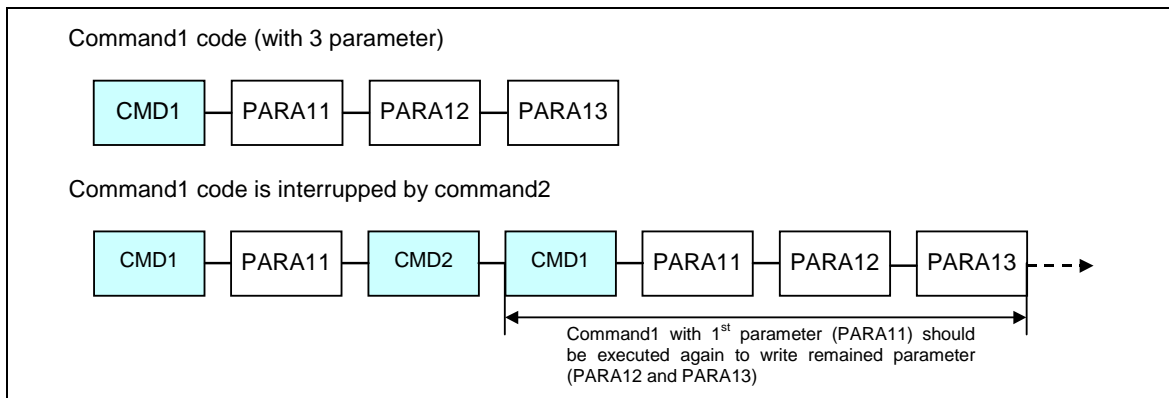 Command1 code (with 3 parameter)
CMD1 PARA11 PARA12 PARA13
Command1 code is interrupped by command2
CMD1 PARA11 CMD2 CMD1 PARA11 PARA12 PARA13
Command1 with 1st parameter (PARA11) should
be executed again to write remained parameter
(PARA12 and PARA13)